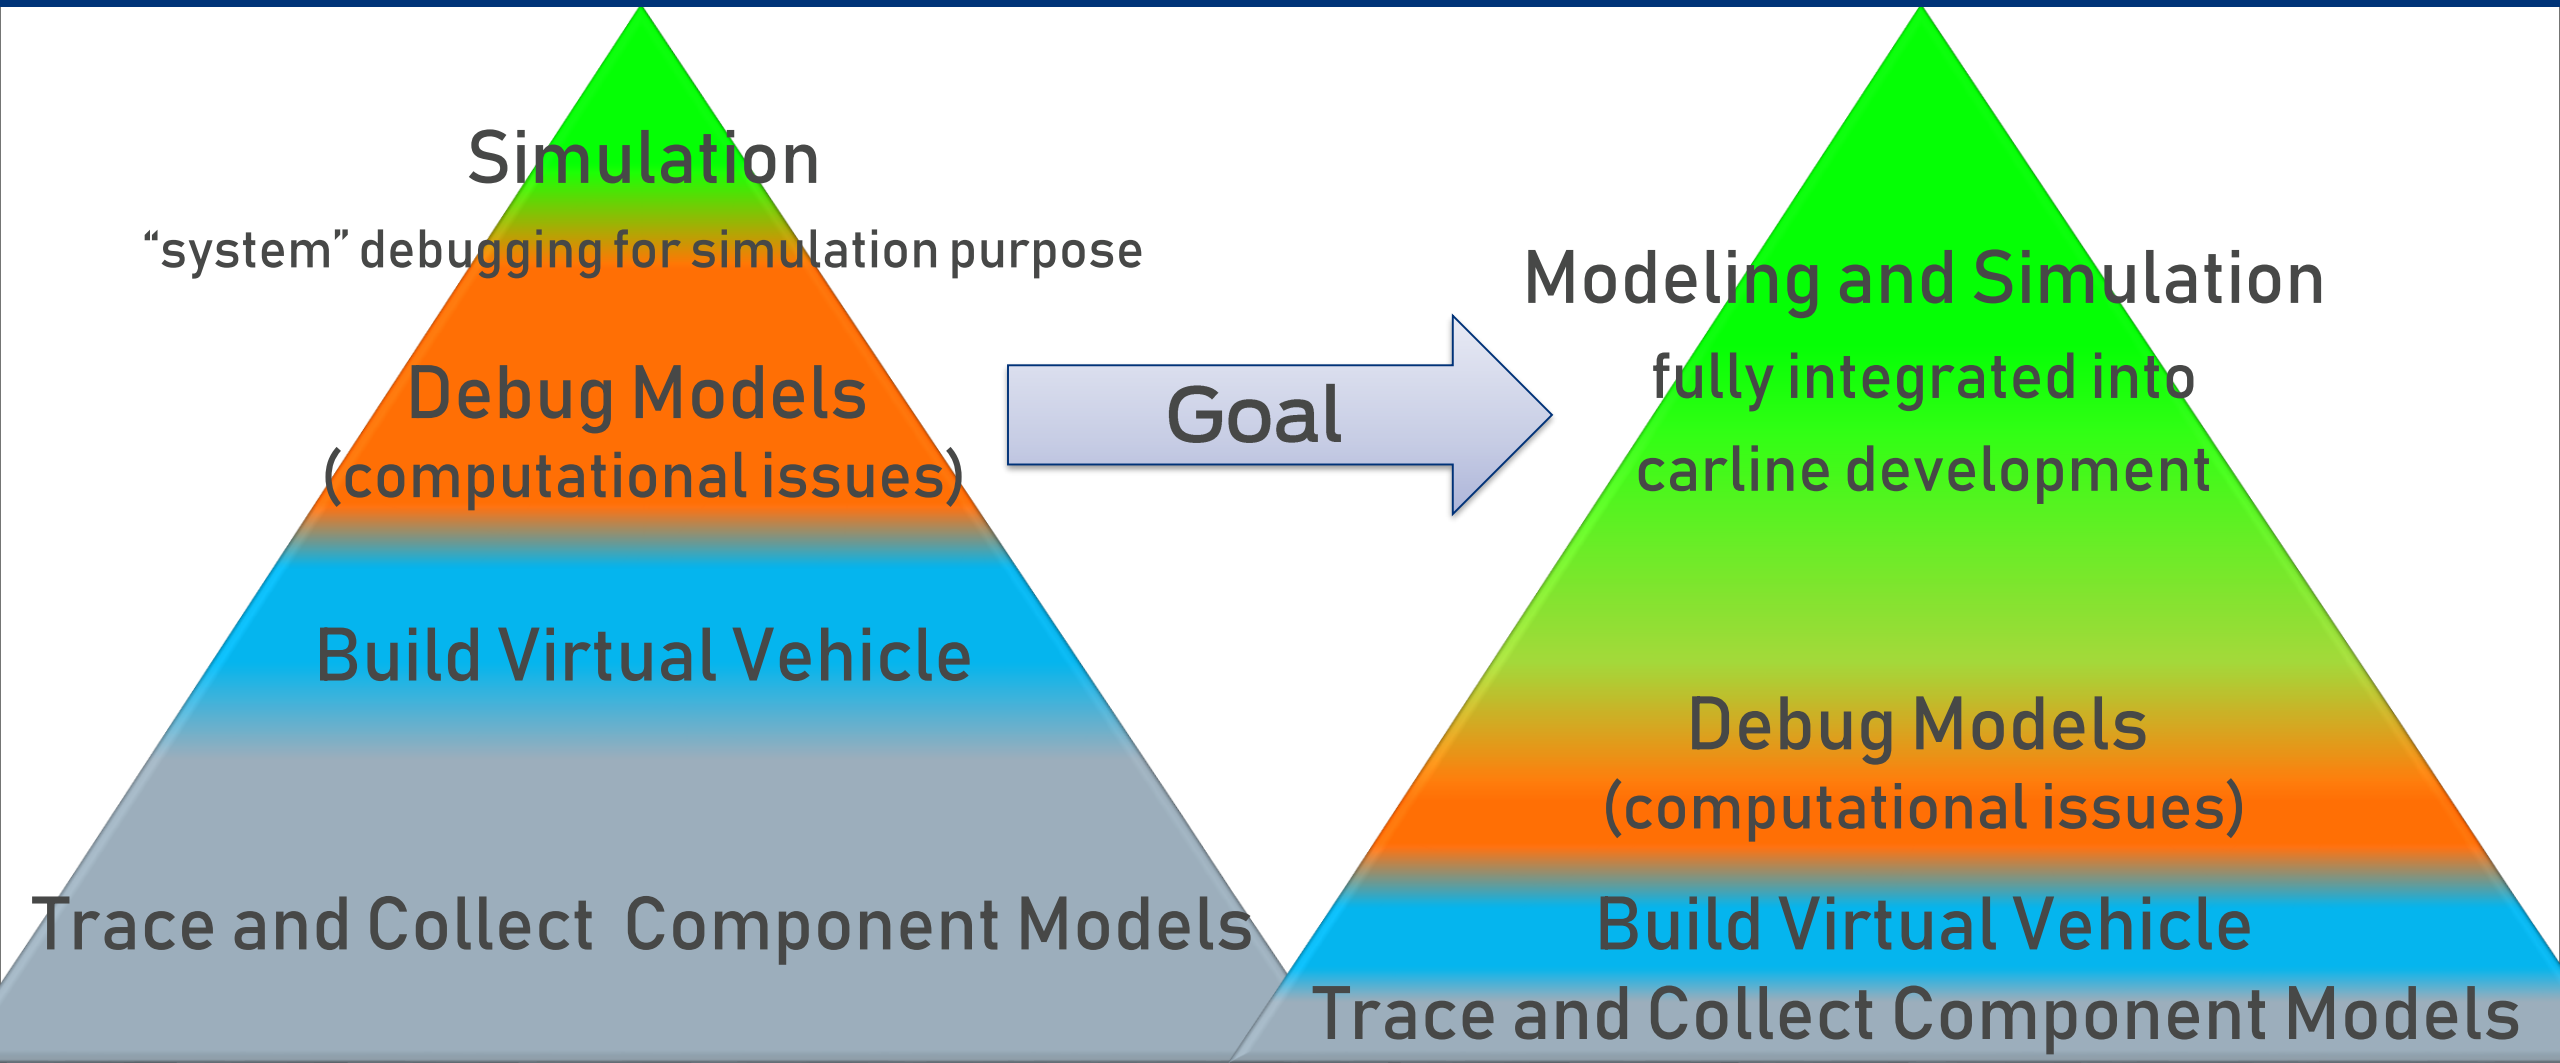 Simulation
“system” debugging for simulation purpose
Debug Models
(computational issues)
Build Virtual Vehicle
Trace and Collect Component Models
Goal
Modeling and Simulation
fully integrated into
carline development
Debug Models
(computational issues)
Build Virtual Vehicle
Trace and Collect Component Models